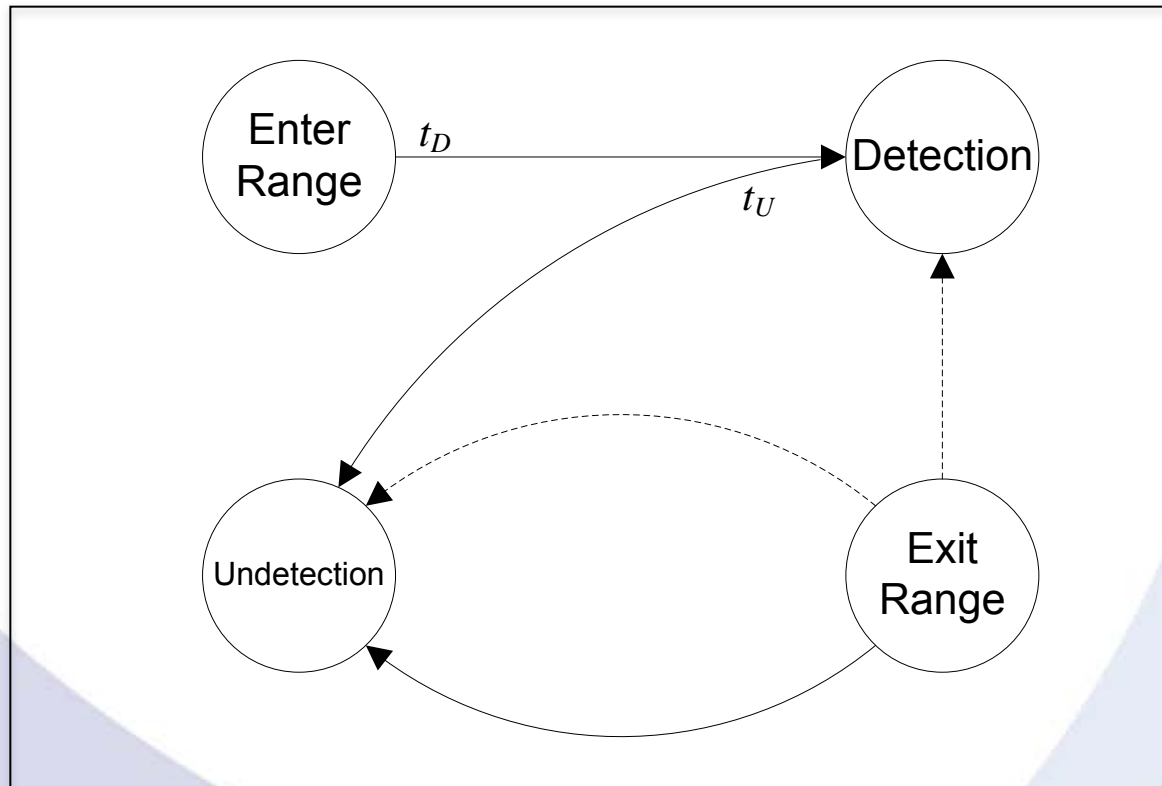 Enter
Range
t_D
Detection
t_U
Undetection
Exit
Range